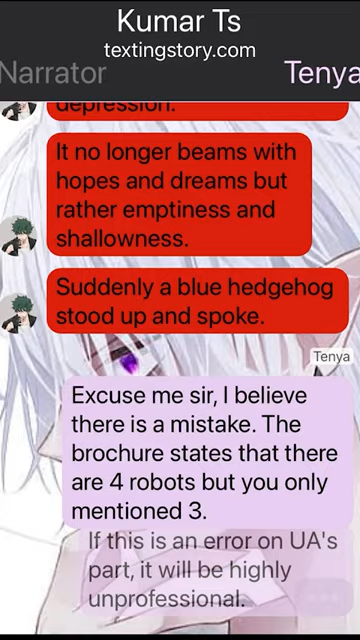 Kumar Ts
textingstory.com
Narrator
Tenya
depression.
It no longer beams with
hopes and dreams but
rather emptiness and
shallowness.
Suddenly a blue hedgehog
stood up and spoke.
Tenya
Excuse me sir, I believe
there is a mistake. The
brochure states that there
are 4 robots but you only
mentioned 3.
If this is an error on UA's
part, it will be highly
unprofessional.